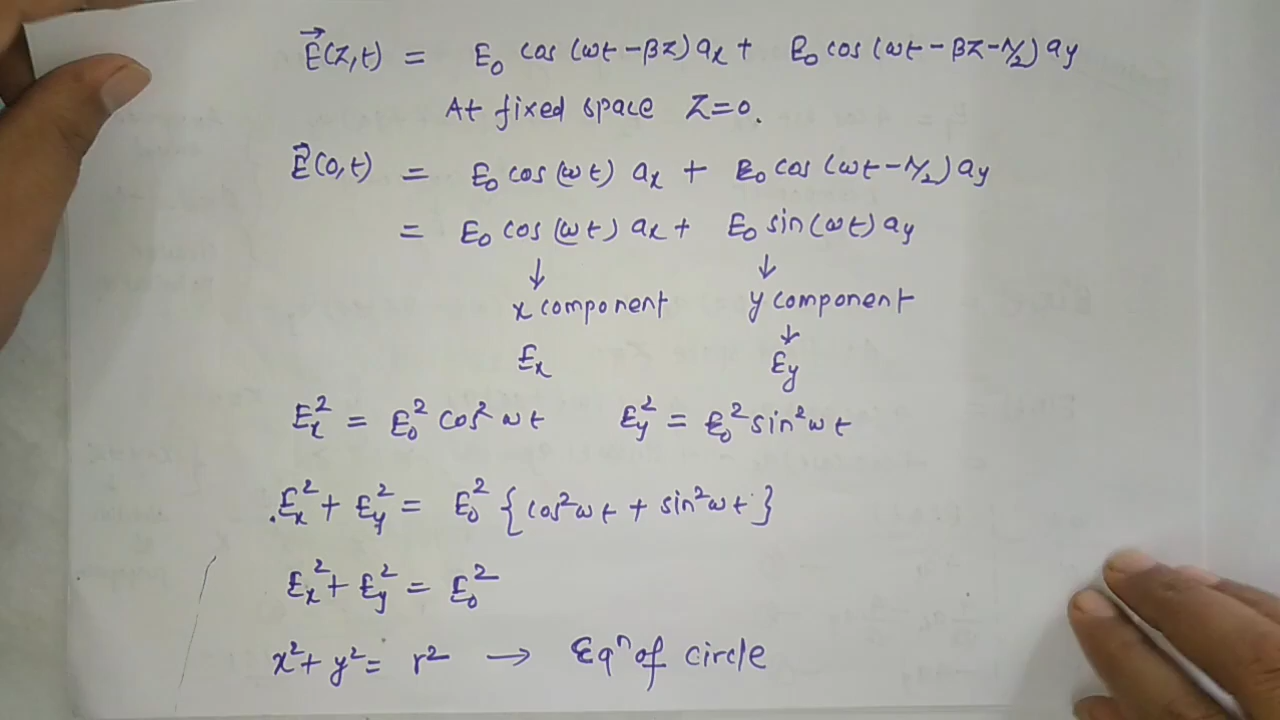 E⃗(z,t) = E₀ cos (ωt − βz) ax + E₀ cos (ωt − βz − π/2) ay
At fixed space z=0.
E⃗(0,t) = E₀ cos (ωt) ax + E₀ cos (ωt − π/2) ay
= E₀ cos (ωt) ax + E₀ sin(ωt) ay
↓ ↓
x component y component
↓
Ex Ey
Ex² = E₀² cos² ωt Ey² = E₀² sin² ωt
Ex² + Ey² = E₀² {cos² ωt + sin² ωt}
Ex² + Ey² = E₀²
x² + y² = r² → Eqⁿ of circle